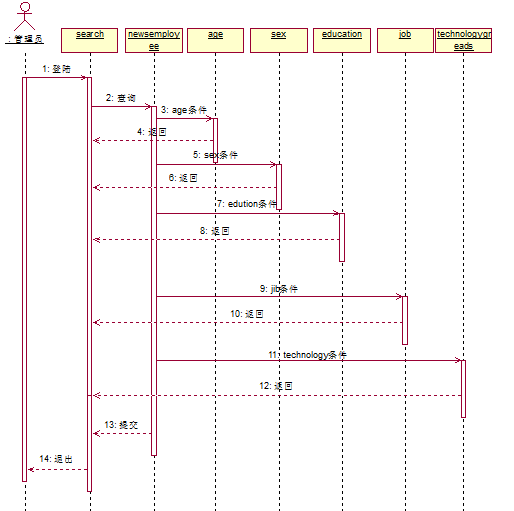 : 管理员
search
newsemploy
ee
age
sex
education
job
technologygr
eads
1: 登陆
2: 查询
3: age条件
4: 返回
5: sex条件
6: 返回
7: edution条件
8: 返回
9: jib条件
10: 返回
11: technology条件
12: 返回
13: 提交
14: 退出